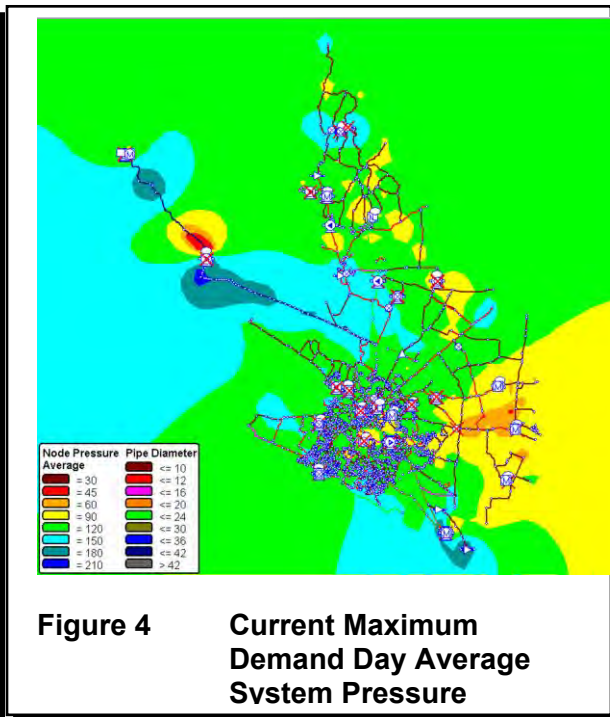 Node Pressure Pipe Diameter
Average
= 30 <= 10
= 45 <= 12
= 60 <= 16
= 90 <= 20
= 120 <= 24
= 150 <= 30
= 180 <= 36
= 210 <= 42
> 42
Figure 4 Current Maximum
Demand Day Average
System Pressure